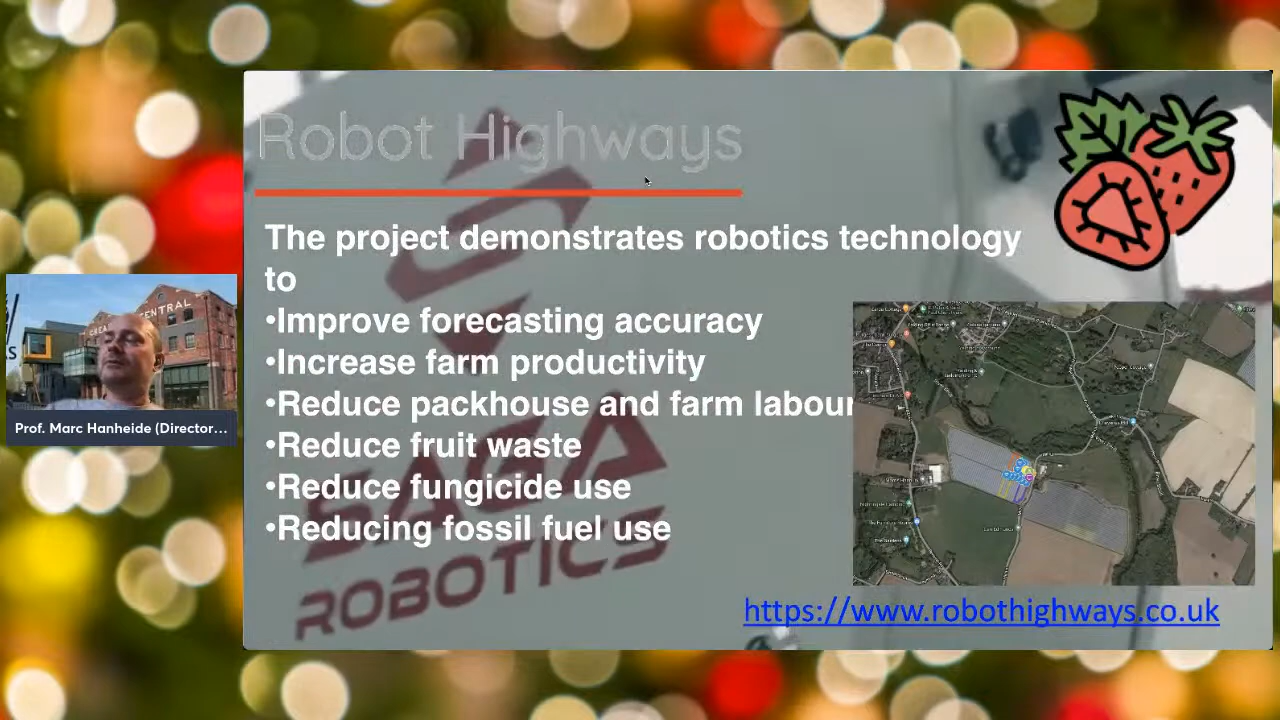 Robot Highways
The project demonstrates robotics technology
to
•Improve forecasting accuracy
•Increase farm productivity
•Reduce packhouse and farm labour
•Reduce fruit waste
•Reduce fungicide use
•Reducing fossil fuel use
SAGA
ROBOTICS
https://www.robothighways.co.uk
CENTRAL
Prof. Marc Hanheide (Director...